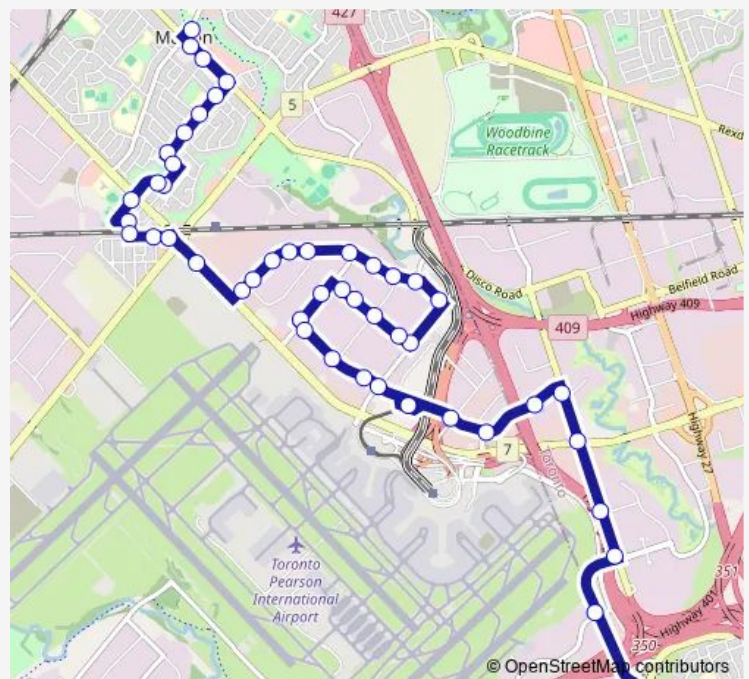 427
5
Woodbine
Racetrack
Rexd
Disco Road
Belfield Road
Highway 409
409
7
Toronto
Highway 27
Toronto
Pearson
International
Airport
351
350
Highway 401
© OpenStreetMap contributors